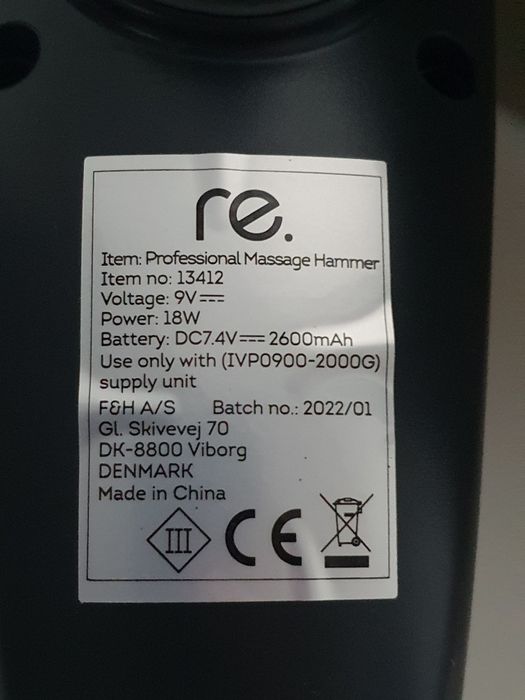 re.
Item: Professional Massage Hammer
Item no: 13412
Voltage: 9V⎓
Power: 18W
Battery: DC7.4V⎓ 2600mAh
Use only with (IVP0900-2000G)
supply unit
F&H A/S Batch no.: 2022/01
Gl. Skivevej 70
DK-8800 Viborg
DENMARK
Made in China
III CE